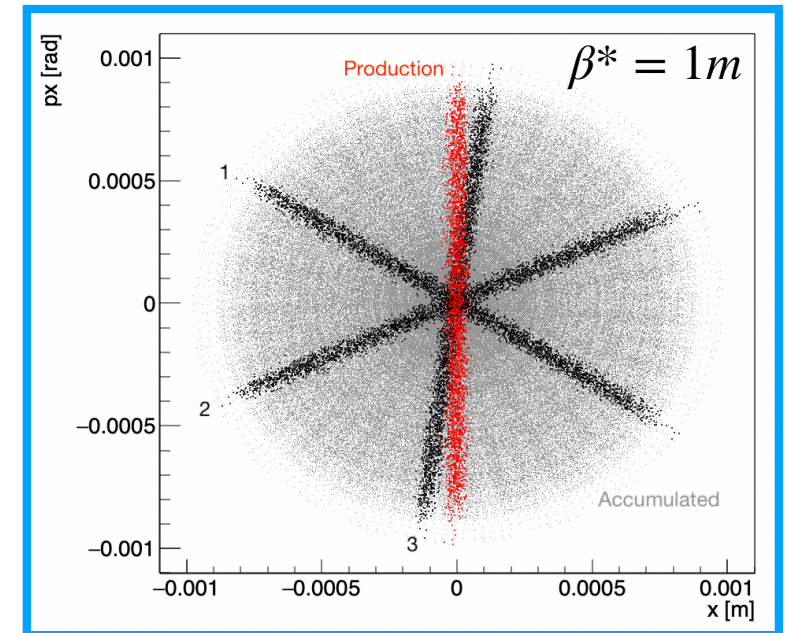 px [rad]
0.001
0.0005
0
−0.0005
−0.001
Production
β* = 1m
1
2
3
Accumulated
−0.001
−0.0005
0
0.0005
0.001
x [m]